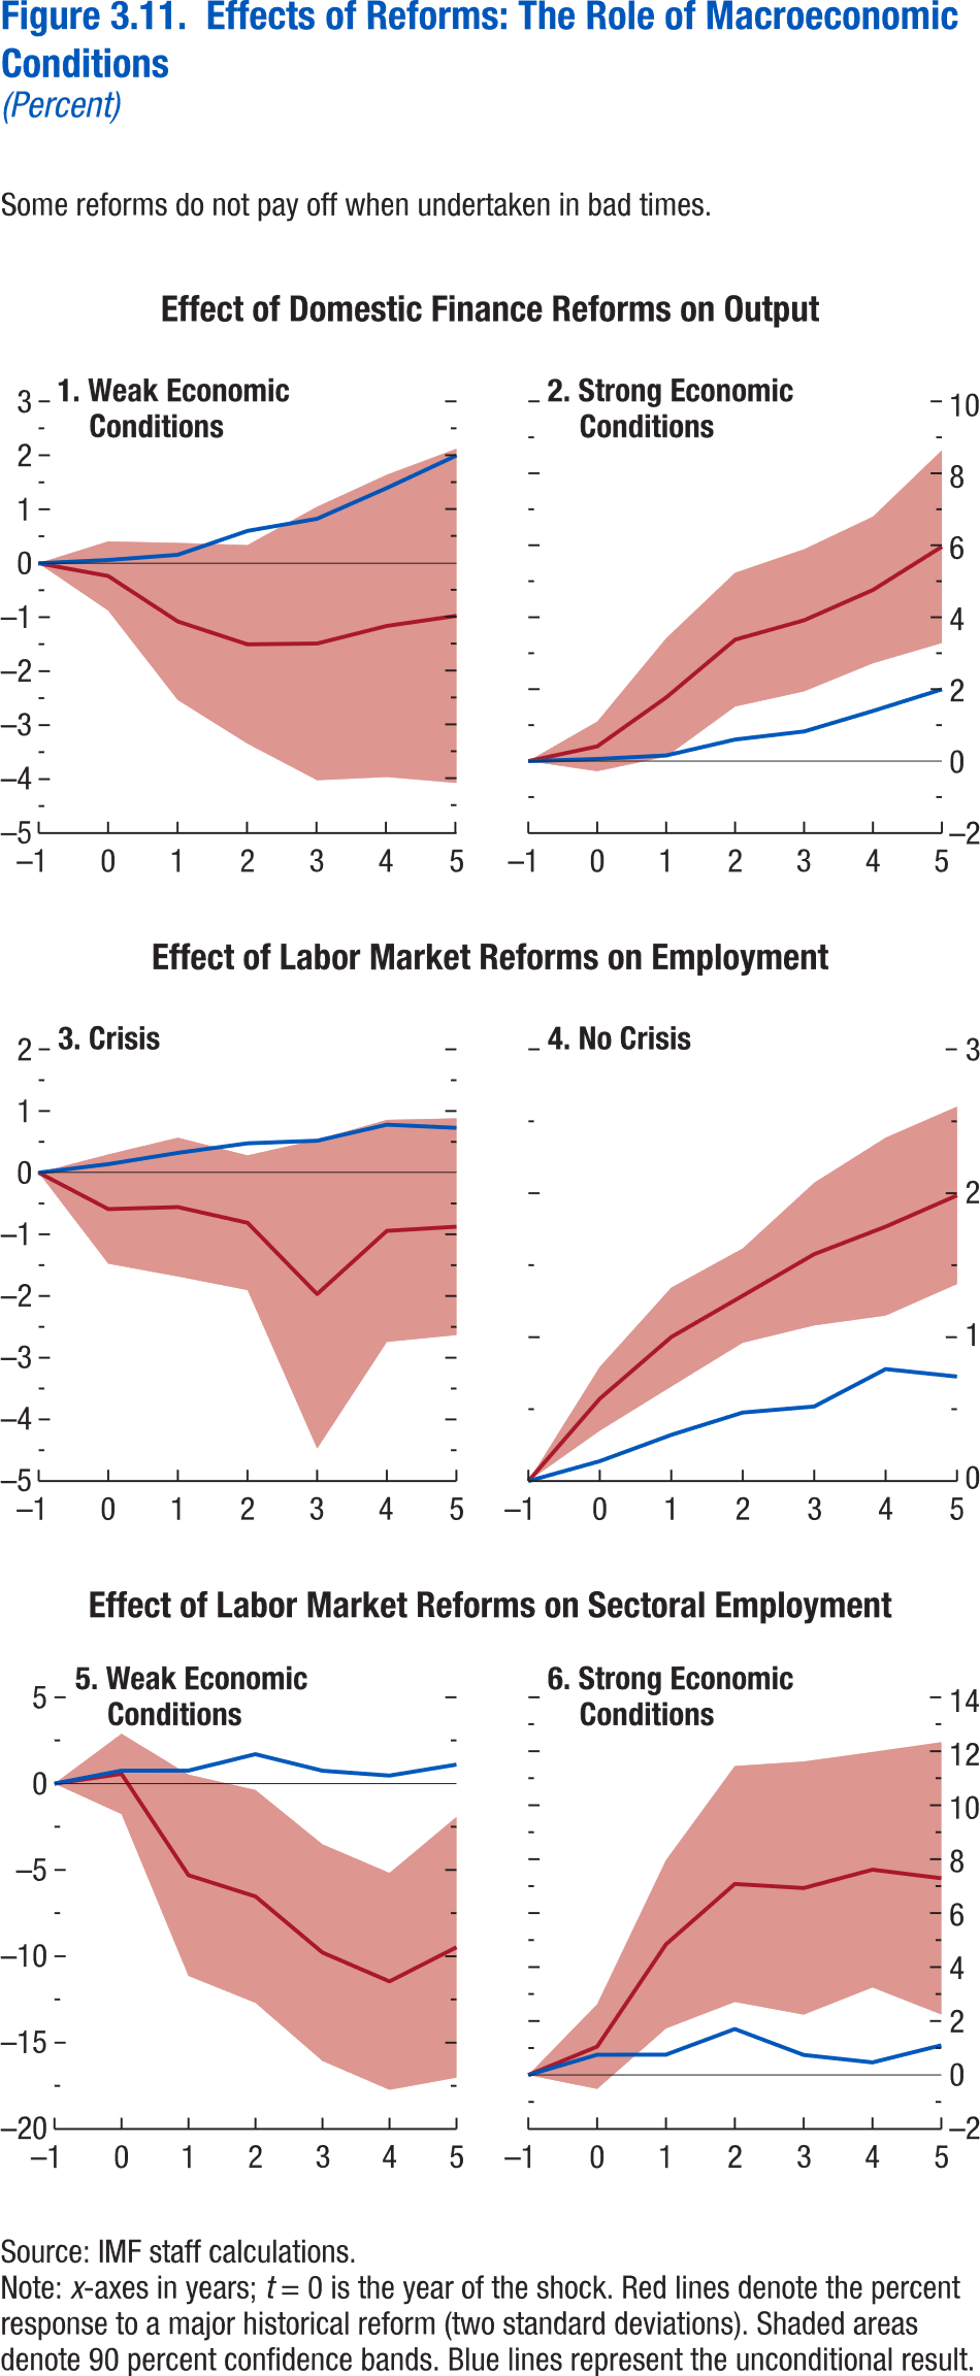 Figure 3.11.  Effects of Reforms: The Role of Macroeconomic
Conditions
(Percent)
Some reforms do not pay off when undertaken in bad times.
Effect of Domestic Finance Reforms on Output
1. Weak Economic
Conditions
3
2
1
0
–1
–2
–3
–4
–5
–1 0 1 2 3 4 5
2. Strong Economic
Conditions
10
8
6
4
2
0
–2
–1 0 1 2 3 4 5
Effect of Labor Market Reforms on Employment
3. Crisis
2
1
0
–1
–2
–3
–4
–5
–1 0 1 2 3 4 5
4. No Crisis
3
2
1
0
–1 0 1 2 3 4 5
Effect of Labor Market Reforms on Sectoral Employment
5. Weak Economic
Conditions
5
0
–5
–10
–15
–20
–1 0 1 2 3 4 5
6. Strong Economic
Conditions
14
12
10
8
6
4
2
0
–2
–1 0 1 2 3 4 5
Source: IMF staff calculations.
Note: x-axes in years; t = 0 is the year of the shock. Red lines denote the percent
response to a major historical reform (two standard deviations). Shaded areas
denote 90 percent confidence bands. Blue lines represent the unconditional result.